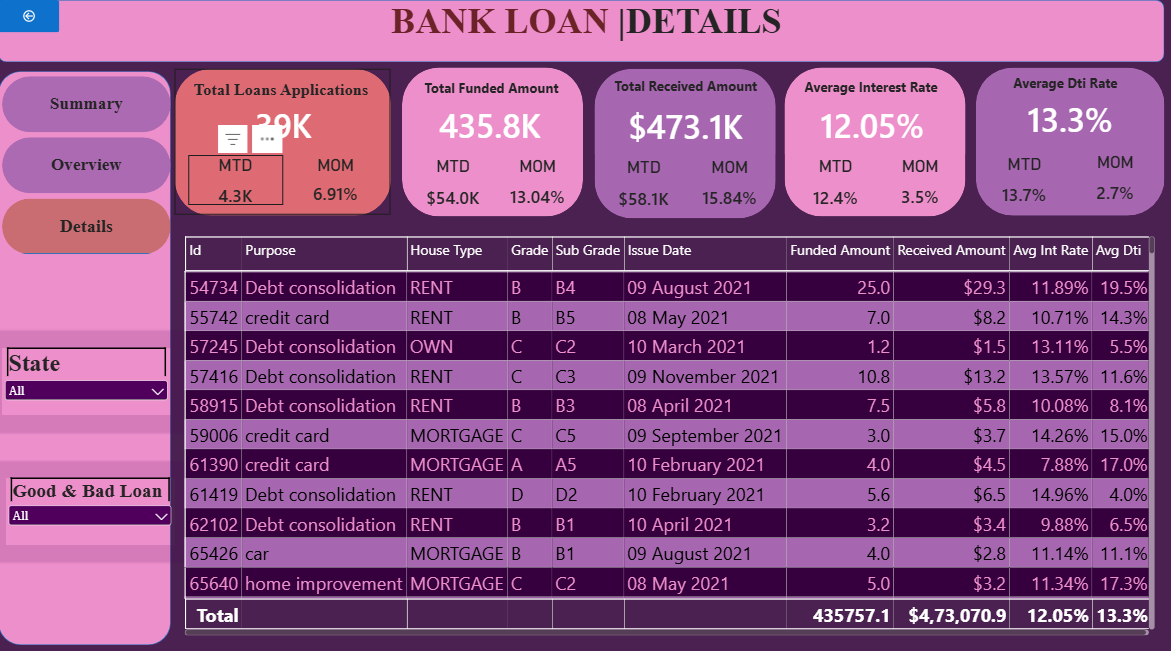 BANK LOAN |DETAILS
Summary
Overview
Details
State
All
Good & Bad Loan
All
Total Loans Applications
39K
MTD MOM
4.3K 6.91%
Total Funded Amount
435.8K
MTD MOM
$54.0K 13.04%
Total Received Amount
$473.1K
MTD MOM
$58.1K 15.84%
Average Interest Rate
12.05%
MTD MOM
12.4% 3.5%
Average Dti Rate
13.3%
MTD MOM
13.7% 2.7%
Id Purpose House Type Grade Sub Grade Issue Date Funded Amount Received Amount Avg Int Rate Avg Dti
54734 Debt consolidation RENT B B4 09 August 2021 25.0 $29.3 11.89% 19.5%
55742 credit card RENT B B5 08 May 2021 7.0 $8.2 10.71% 14.3%
57245 Debt consolidation OWN C C2 10 March 2021 1.2 $1.5 13.11% 5.5%
57416 Debt consolidation RENT C C3 09 November 2021 10.8 $13.2 13.57% 11.6%
58915 Debt consolidation RENT B B3 08 April 2021 7.5 $5.8 10.08% 8.1%
59006 credit card MORTGAGE C C5 09 September 2021 3.0 $3.7 14.26% 15.0%
61390 credit card MORTGAGE A A5 10 February 2021 4.0 $4.5 7.88% 17.0%
61419 Debt consolidation RENT D D2 10 February 2021 5.6 $6.5 14.96% 4.0%
62102 Debt consolidation RENT B B1 10 April 2021 3.2 $3.4 9.88% 6.5%
65426 car MORTGAGE B B1 09 August 2021 4.0 $2.8 11.14% 11.1%
65640 home improvement MORTGAGE C C2 08 May 2021 5.0 $3.2 11.34% 17.3%
Total 435757.1 $4,73,070.9 12.05% 13.3%